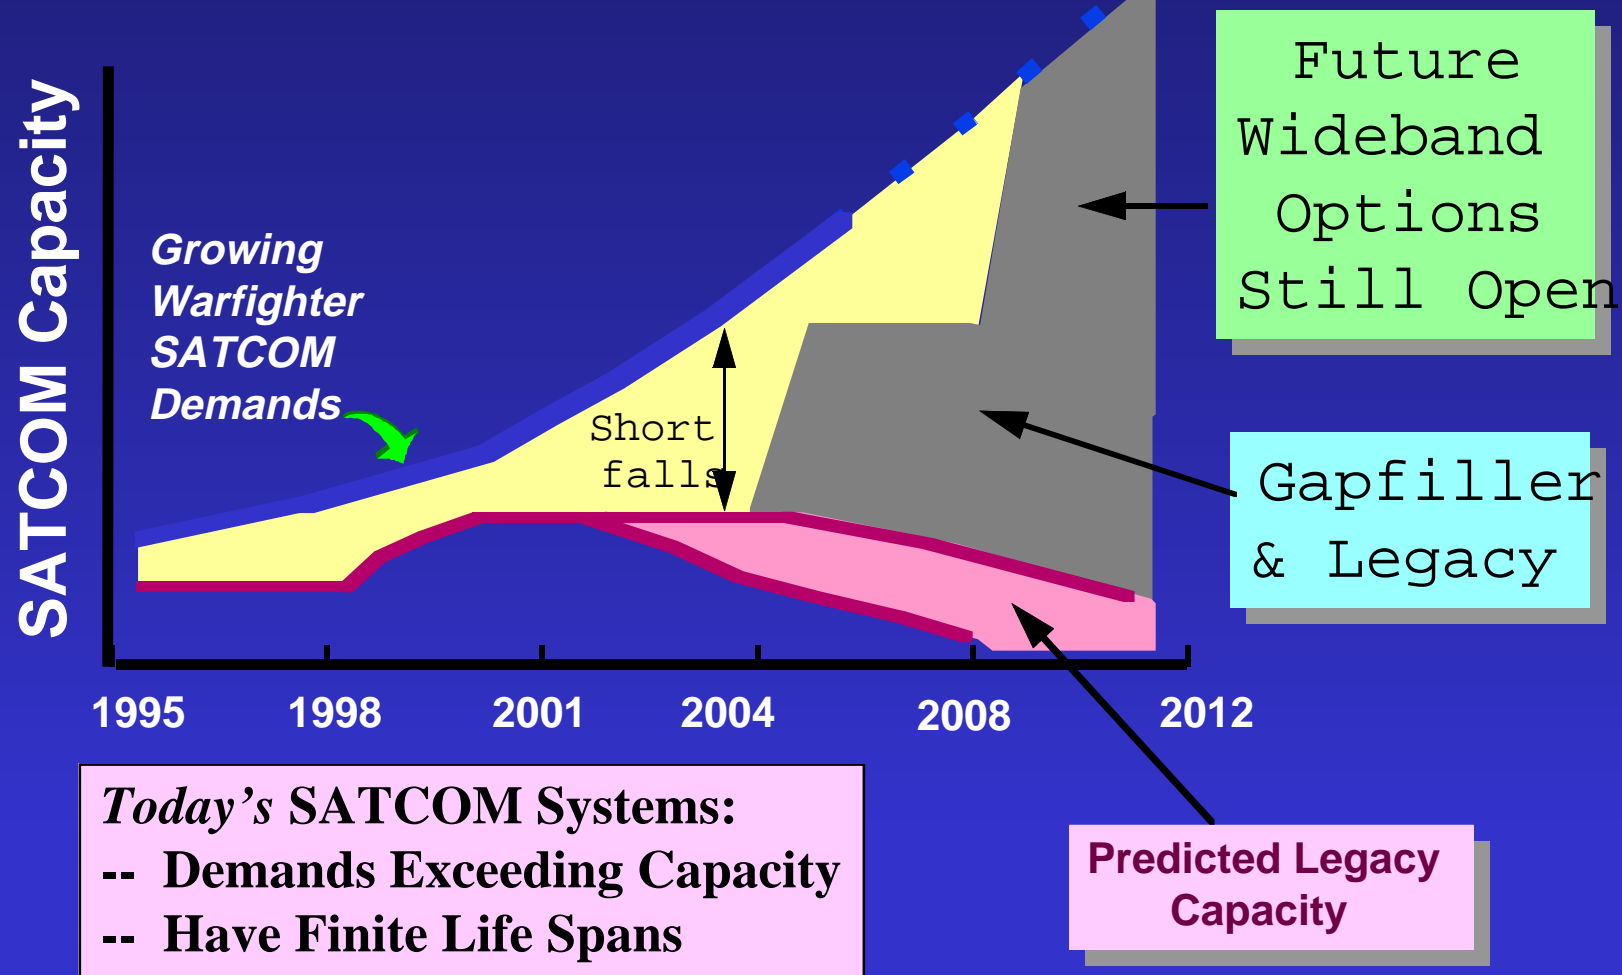 SATCOM Capacity
Growing
Warfighter
SATCOM
Demands
Short
falls
Future
Wideband
Options
Still Open
Gapfiller
& Legacy
1995 1998 2001 2004 2008 2012
Today's SATCOM Systems:
-- Demands Exceeding Capacity
-- Have Finite Life Spans
Predicted Legacy
Capacity